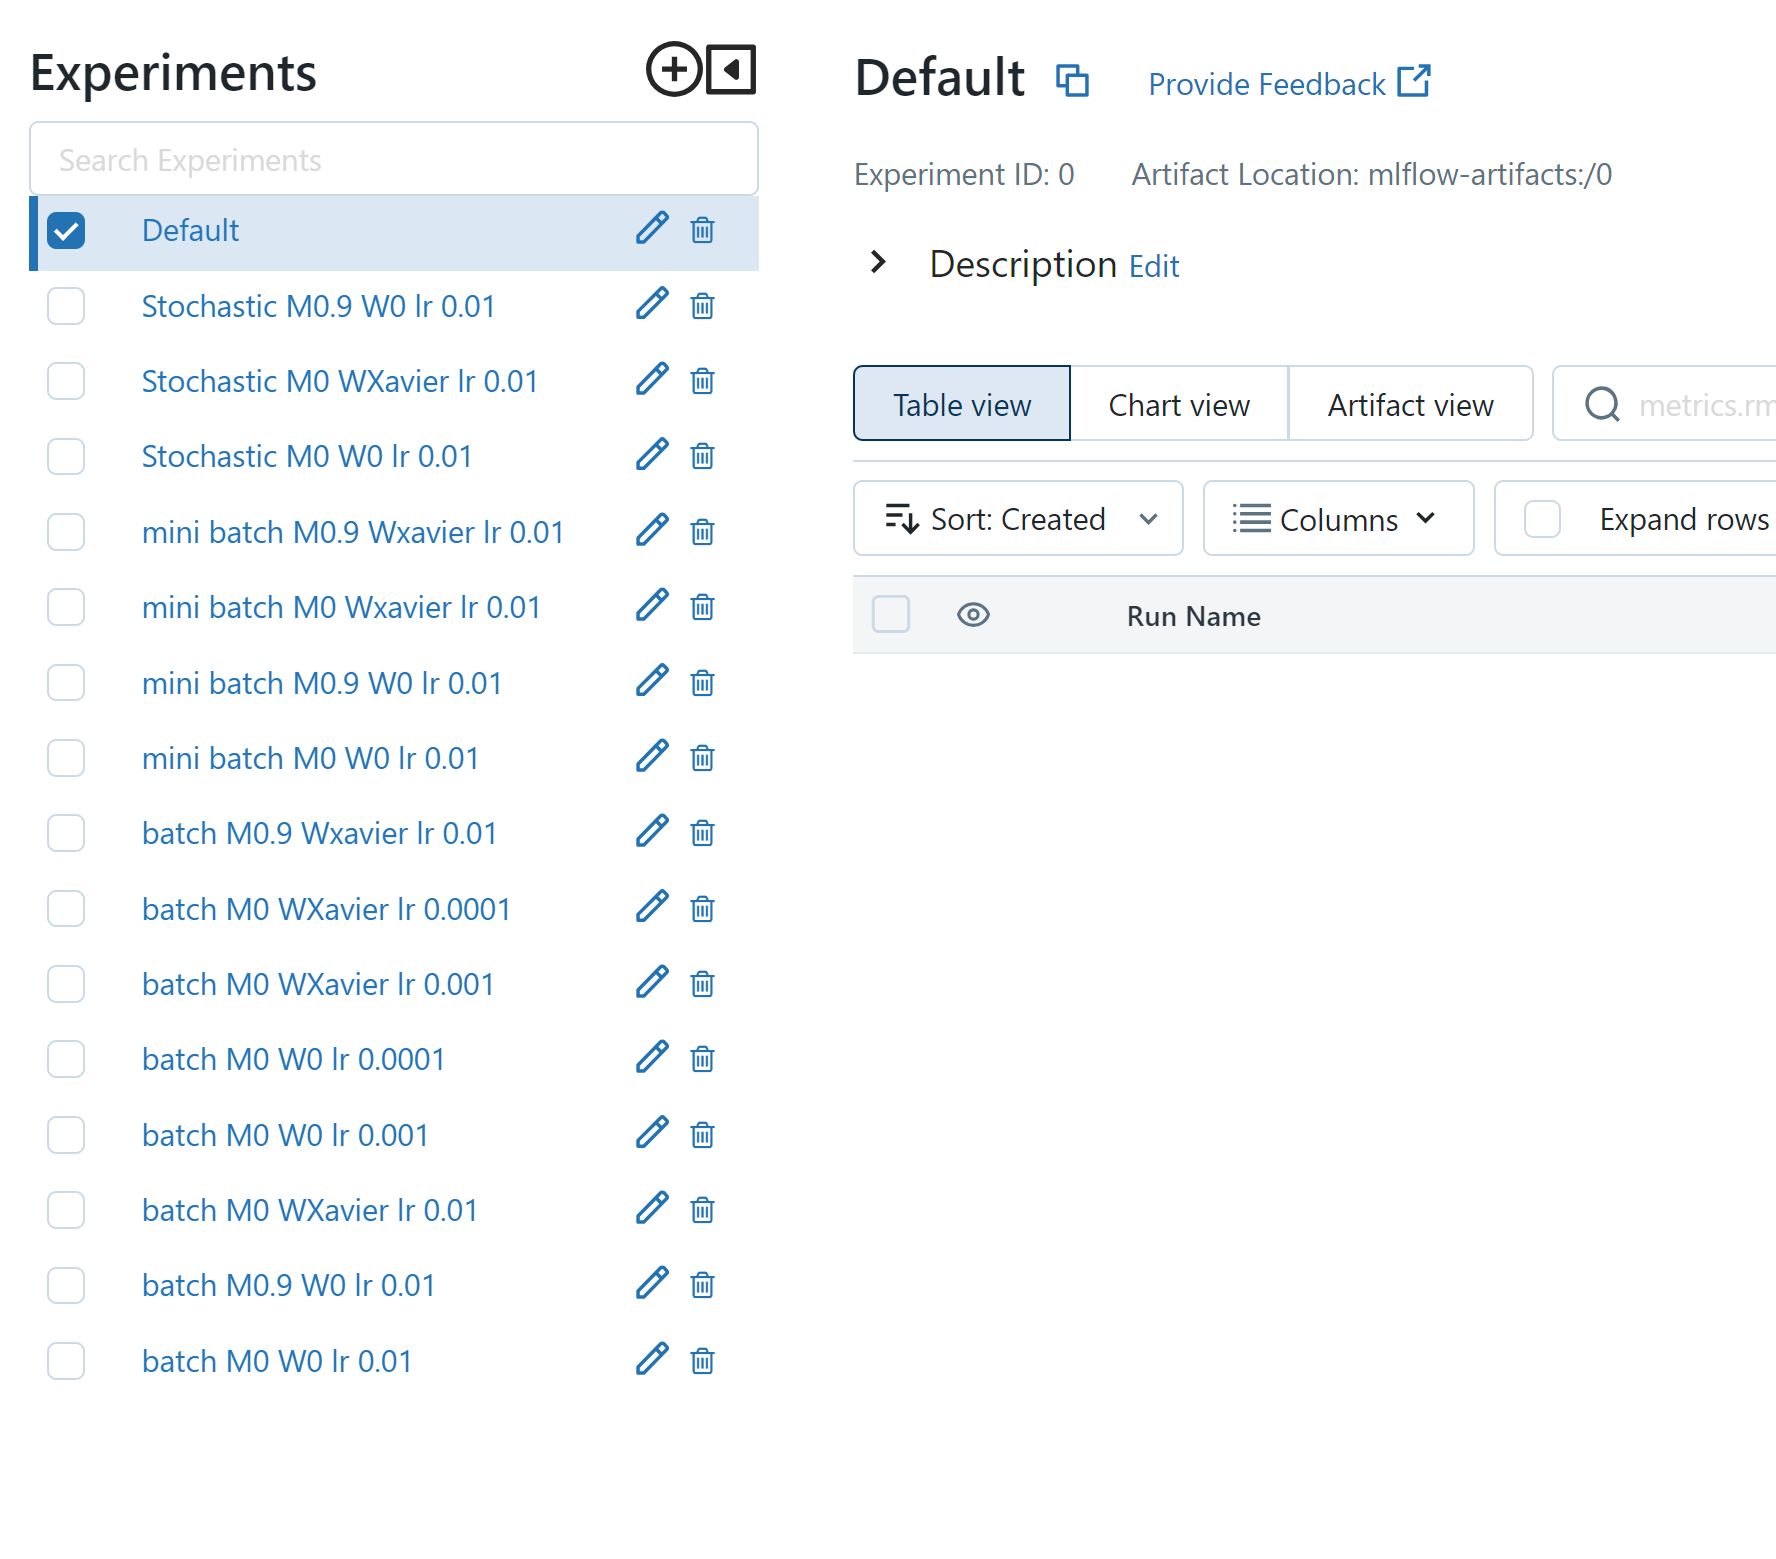 Experiments
Search Experiments
Default
Stochastic M0.9 W0 lr 0.01
Stochastic M0 WXavier lr 0.01
Stochastic M0 W0 lr 0.01
mini batch M0.9 Wxavier lr 0.01
mini batch M0 Wxavier lr 0.01
mini batch M0.9 W0 lr 0.01
mini batch M0 W0 lr 0.01
batch M0.9 Wxavier lr 0.01
batch M0 WXavier lr 0.0001
batch M0 WXavier lr 0.001
batch M0 W0 lr 0.0001
batch M0 W0 lr 0.001
batch M0 WXavier lr 0.01
batch M0.9 W0 lr 0.01
batch M0 W0 lr 0.01
Default Provide Feedback
Experiment ID: 0 Artifact Location: mlflow-artifacts:/0
Description Edit
Table view Chart view Artifact view metrics.rm
Sort: Created Columns Expand rows
Run Name